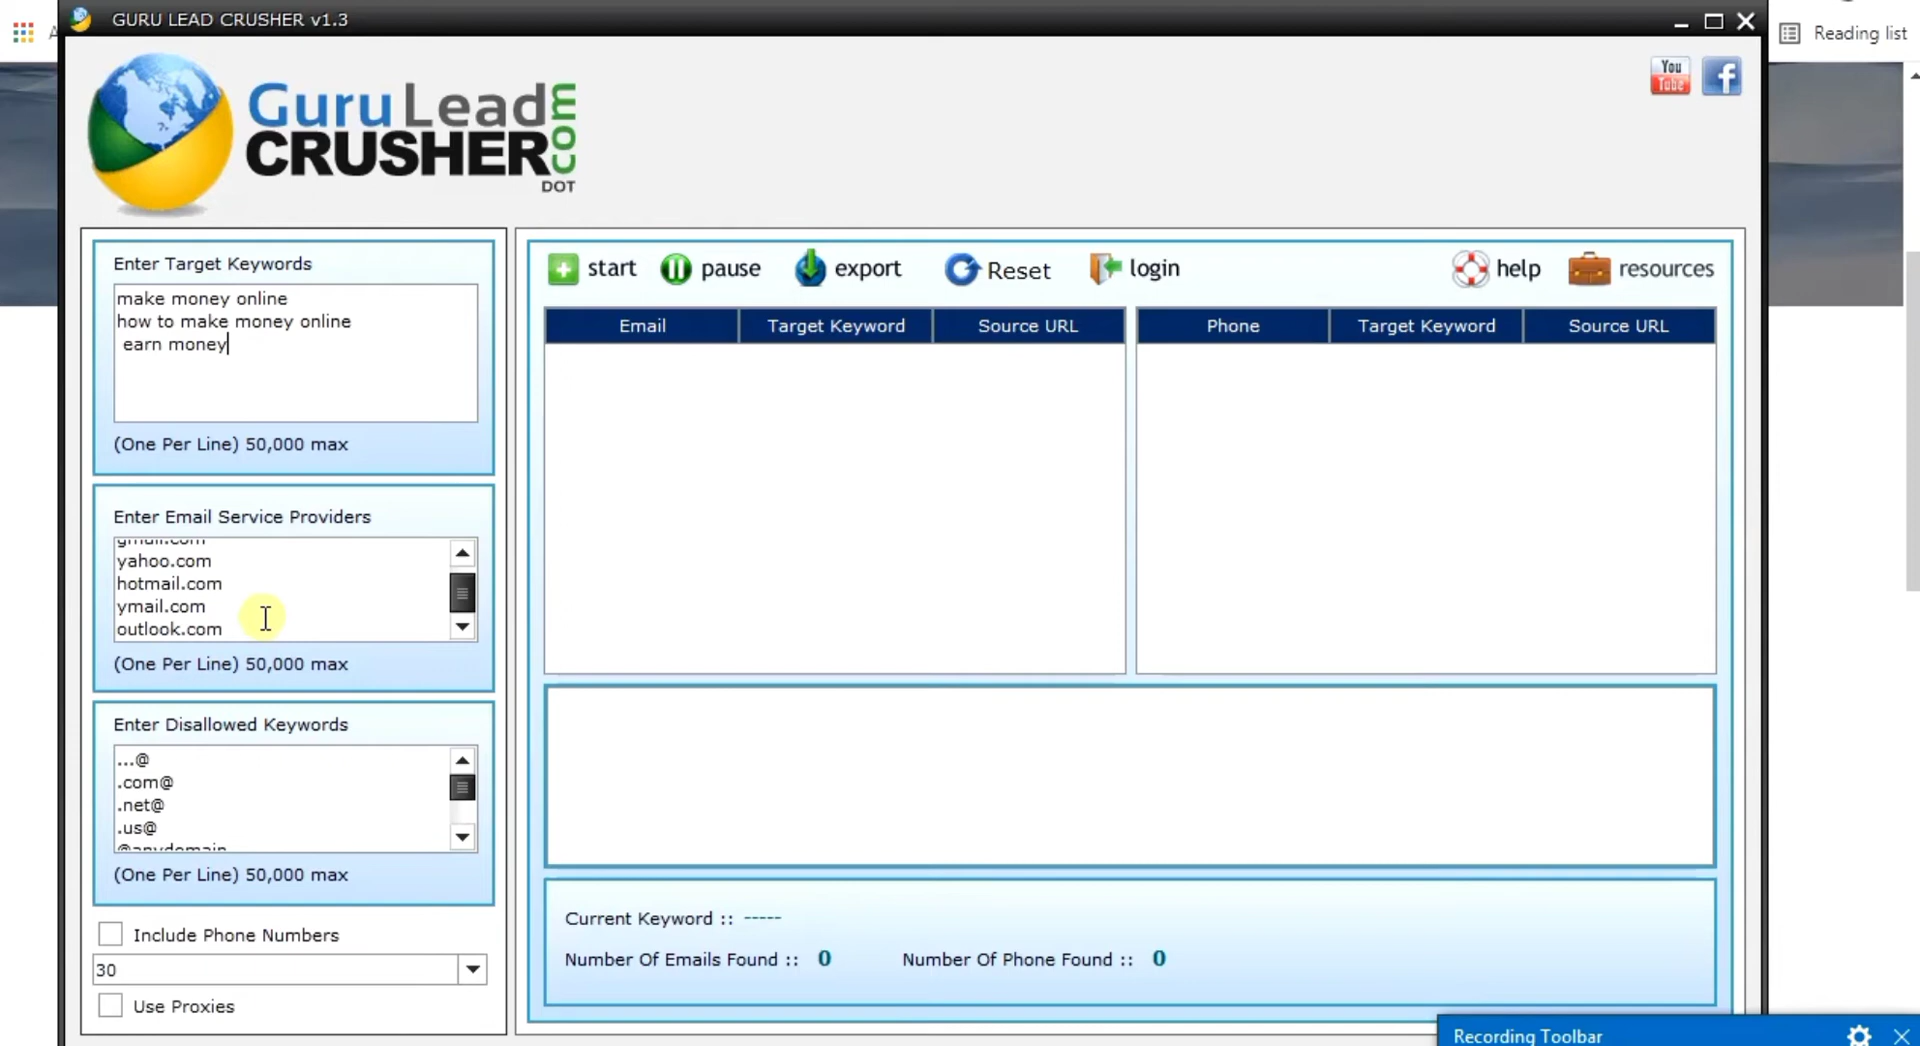 GURU LEAD CRUSHER v1.3
Reading list
Guru Lead
CRUSHER
DOT
com
You
Tube
Enter Target Keywords
make money online
how to make money online
earn money
(One Per Line) 50,000 max
Enter Email Service Providers
gmail.com
yahoo.com
hotmail.com
ymail.com
outlook.com
(One Per Line) 50,000 max
Enter Disallowed Keywords
...@
.com@
.net@
.us@
@anydomain
(One Per Line) 50,000 max
Include Phone Numbers
30
Use Proxies
start pause export Reset login help resources
Email Target Keyword Source URL Phone Target Keyword Source URL
Current Keyword :: -----
Number Of Emails Found :: 0 Number Of Phone Found :: 0
Recording Toolbar